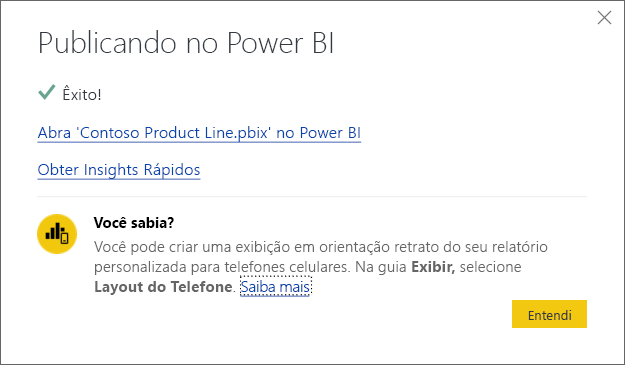 Publicando no Power BI
Êxito!
Abra 'Contoso Product Line.pbix' no Power BI
Obter Insights Rápidos
Você sabia?
Você pode criar uma exibição em orientação retrato do seu relatório
personalizada para telefones celulares. Na guia Exibir, selecione
Layout do Telefone. Saiba mais
Entendi